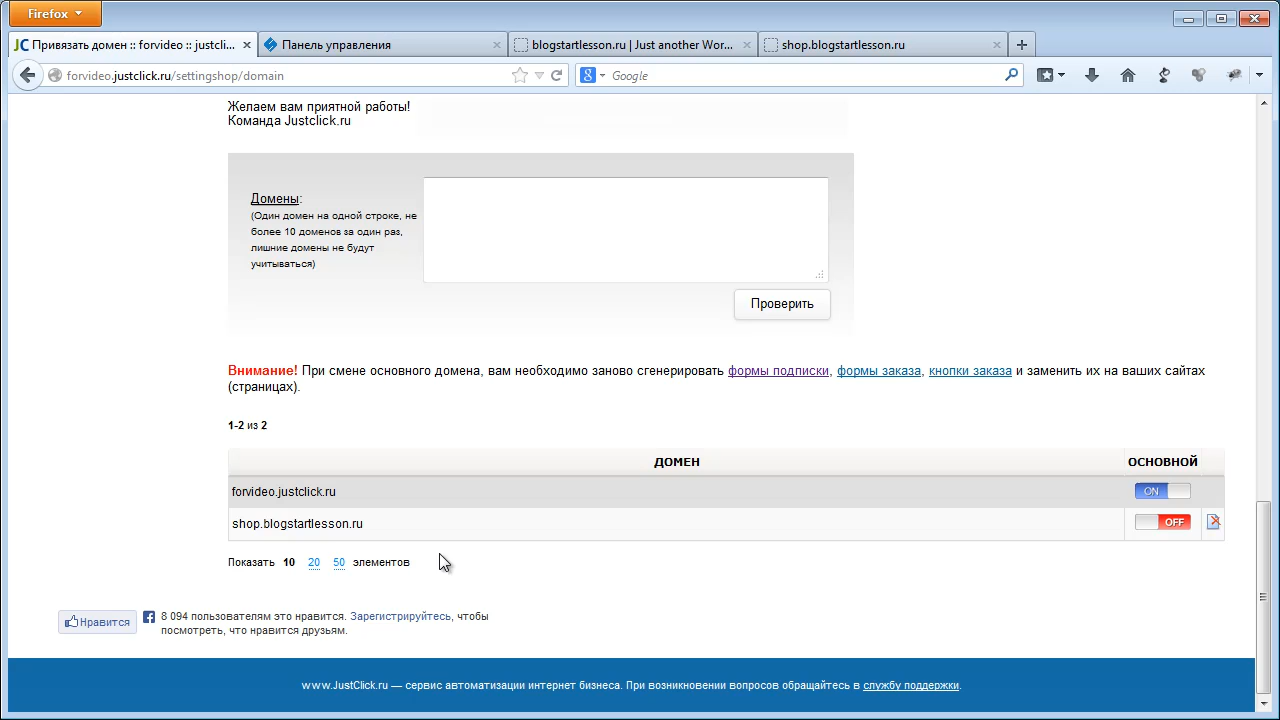 Firefox
Привязать домен :: forvideo :: justcli...
Панель управления
blogstartlesson.ru | Just another Wor...
shop.blogstartlesson.ru
forvideo.justclick.ru/settingshop/domain
Google
Желаем вам приятной работы!
Команда Justclick.ru
Домены:
(Один домен на одной строке, не
более 10 доменов за один раз,
лишние домены не будут
учитываться)
Проверить
Внимание! При смене основного домена, вам необходимо заново сгенерировать формы подписки, формы заказа, кнопки заказа и заменить их на ваших сайтах
(страницах).
1-2 из 2
ДОМЕН
ОСНОВНОЙ
forvideo.justclick.ru
ON
shop.blogstartlesson.ru
OFF
Показать 10 20 50 элементов
Нравится
8 094 пользователям это нравится. Зарегистрируйтесь, чтобы
посмотреть, что нравится друзьям.
www.JustClick.ru — сервис автоматизации интернет бизнеса. При возникновении вопросов обращайтесь в службу поддержки.